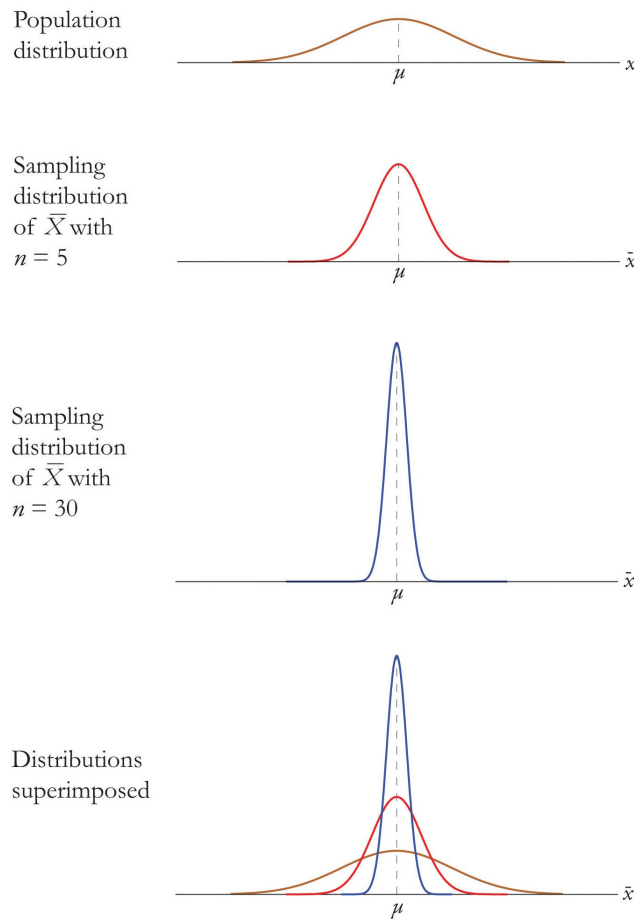 Population
distribution
x
μ
Sampling
distribution
of X̅ with
n = 5
x̄
μ
Sampling
distribution
of X̅ with
n = 30
x̄
μ
Distributions
superimposed
x̄
μ